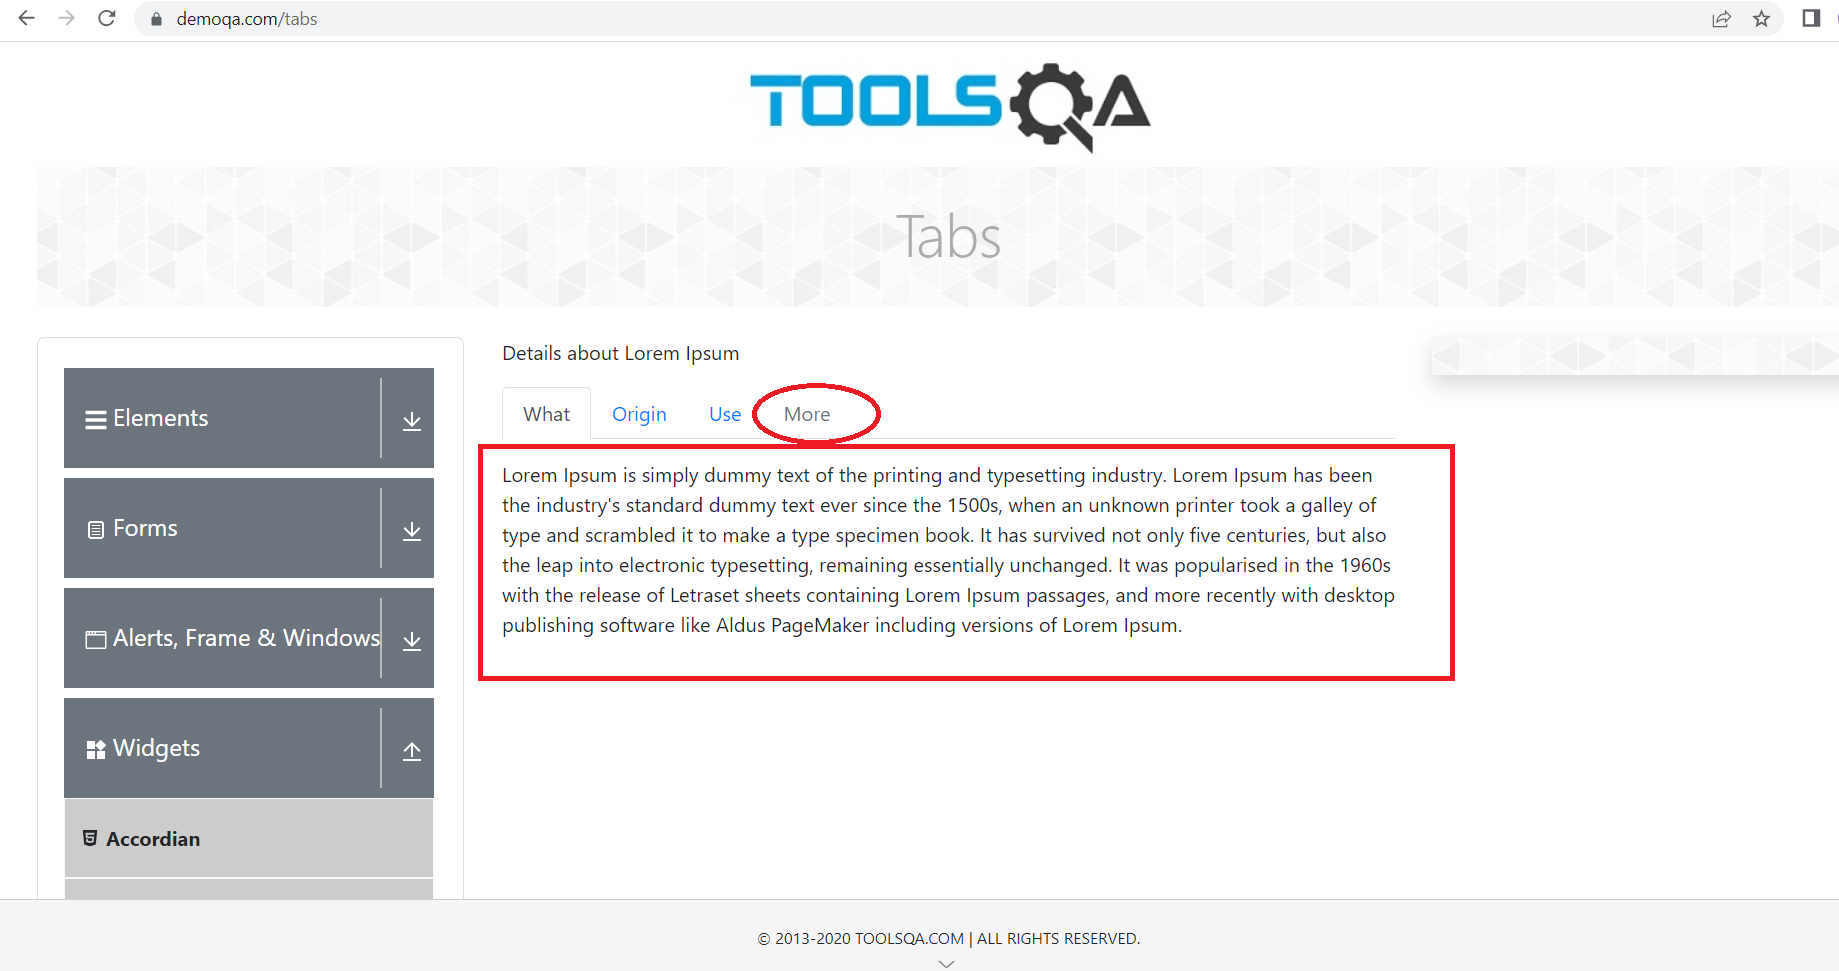 demoqa.com/tabs
TOOLSQA
Tabs
Elements
Forms
Alerts, Frame & Windows
Widgets
Accordian
Details about Lorem Ipsum
What Origin Use More
Lorem Ipsum is simply dummy text of the printing and typesetting industry. Lorem Ipsum has been
the industry's standard dummy text ever since the 1500s, when an unknown printer took a galley of
type and scrambled it to make a type specimen book. It has survived not only five centuries, but also
the leap into electronic typesetting, remaining essentially unchanged. It was popularised in the 1960s
with the release of Letraset sheets containing Lorem Ipsum passages, and more recently with desktop
publishing software like Aldus PageMaker including versions of Lorem Ipsum.
© 2013-2020 TOOLSQA.COM | ALL RIGHTS RESERVED.